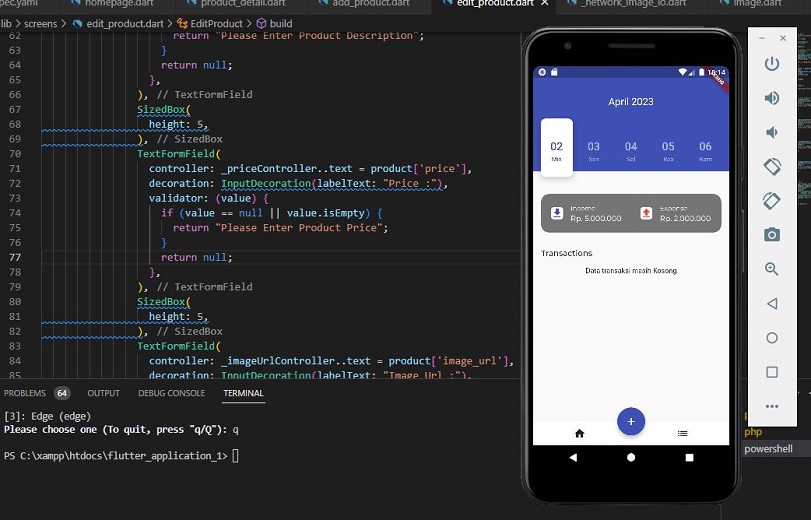 pec.yaml homepage.dart product_detail.dart add_product.dart edit_product.dart _network_image_io.dart image.dart
lib > screens > edit_product.dart > EditProduct > build
62 return "Please Enter Product Description";
63 }
64 return null;
65 },
66 ), // TextFormField
67 SizedBox(
68 height: 5,
69 ), // SizedBox
70 TextFormField(
71 controller: _priceController..text = product['price'],
72 decoration: InputDecoration(labelText: "Price :"),
73 validator: (value) {
74 if (value == null || value.isEmpty) {
75 return "Please Enter Product Price";
76 }
77 return null;
78 },
79 ), // TextFormField
80 SizedBox(
81 height: 5,
82 ), // SizedBox
83 TextFormField(
84 controller: _imageUrlController..text = product['image_url'],
85 decoration: InputDecoration(labelText: "Image Url :"),
PROBLEMS 64 OUTPUT DEBUG CONSOLE TERMINAL
[3]: Edge (edge)
Please choose one (To quit, press "q/Q"): q
PS C:\xampp\htdocs\flutter_application_1>
php
powershell
April 2023
02 03 04 05 06
Min Sen Sel Rab Kam
Income
Rp. 5.000.000
Expense
Rp. 2.000.000
Transactions
Data transaksi masih Kosong